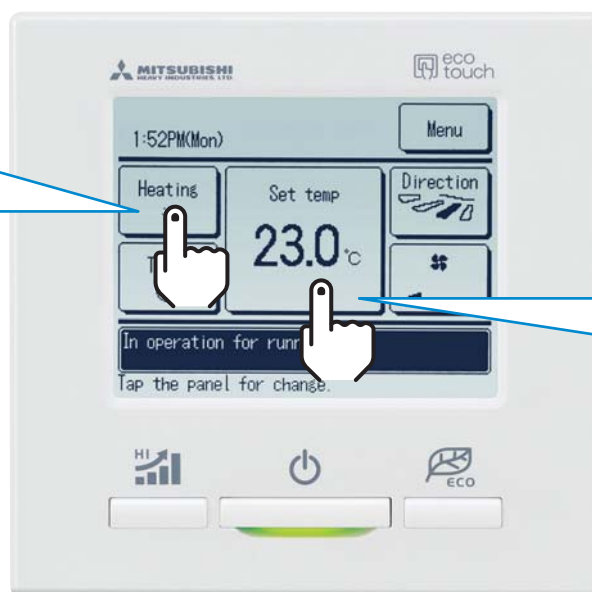 MITSUBISHI
HEAVY INDUSTRIES, LTD
eco
touch
1:52PM(Mon)
Menu
Heating
Set temp
Direction
23.0 °C
In operation for
Tap the panel for change.
HI
ECO